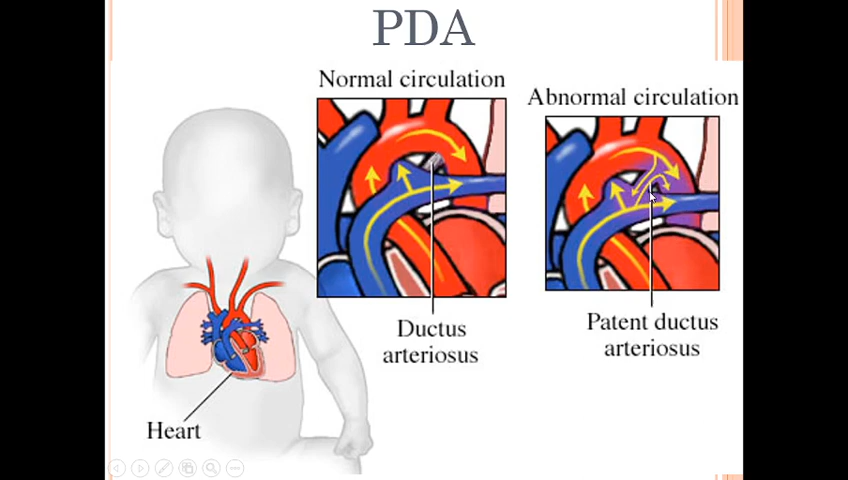 PDA
Normal circulation
Abnormal circulation
Ductus
arteriosus
Patent ductus
arteriosus
Heart